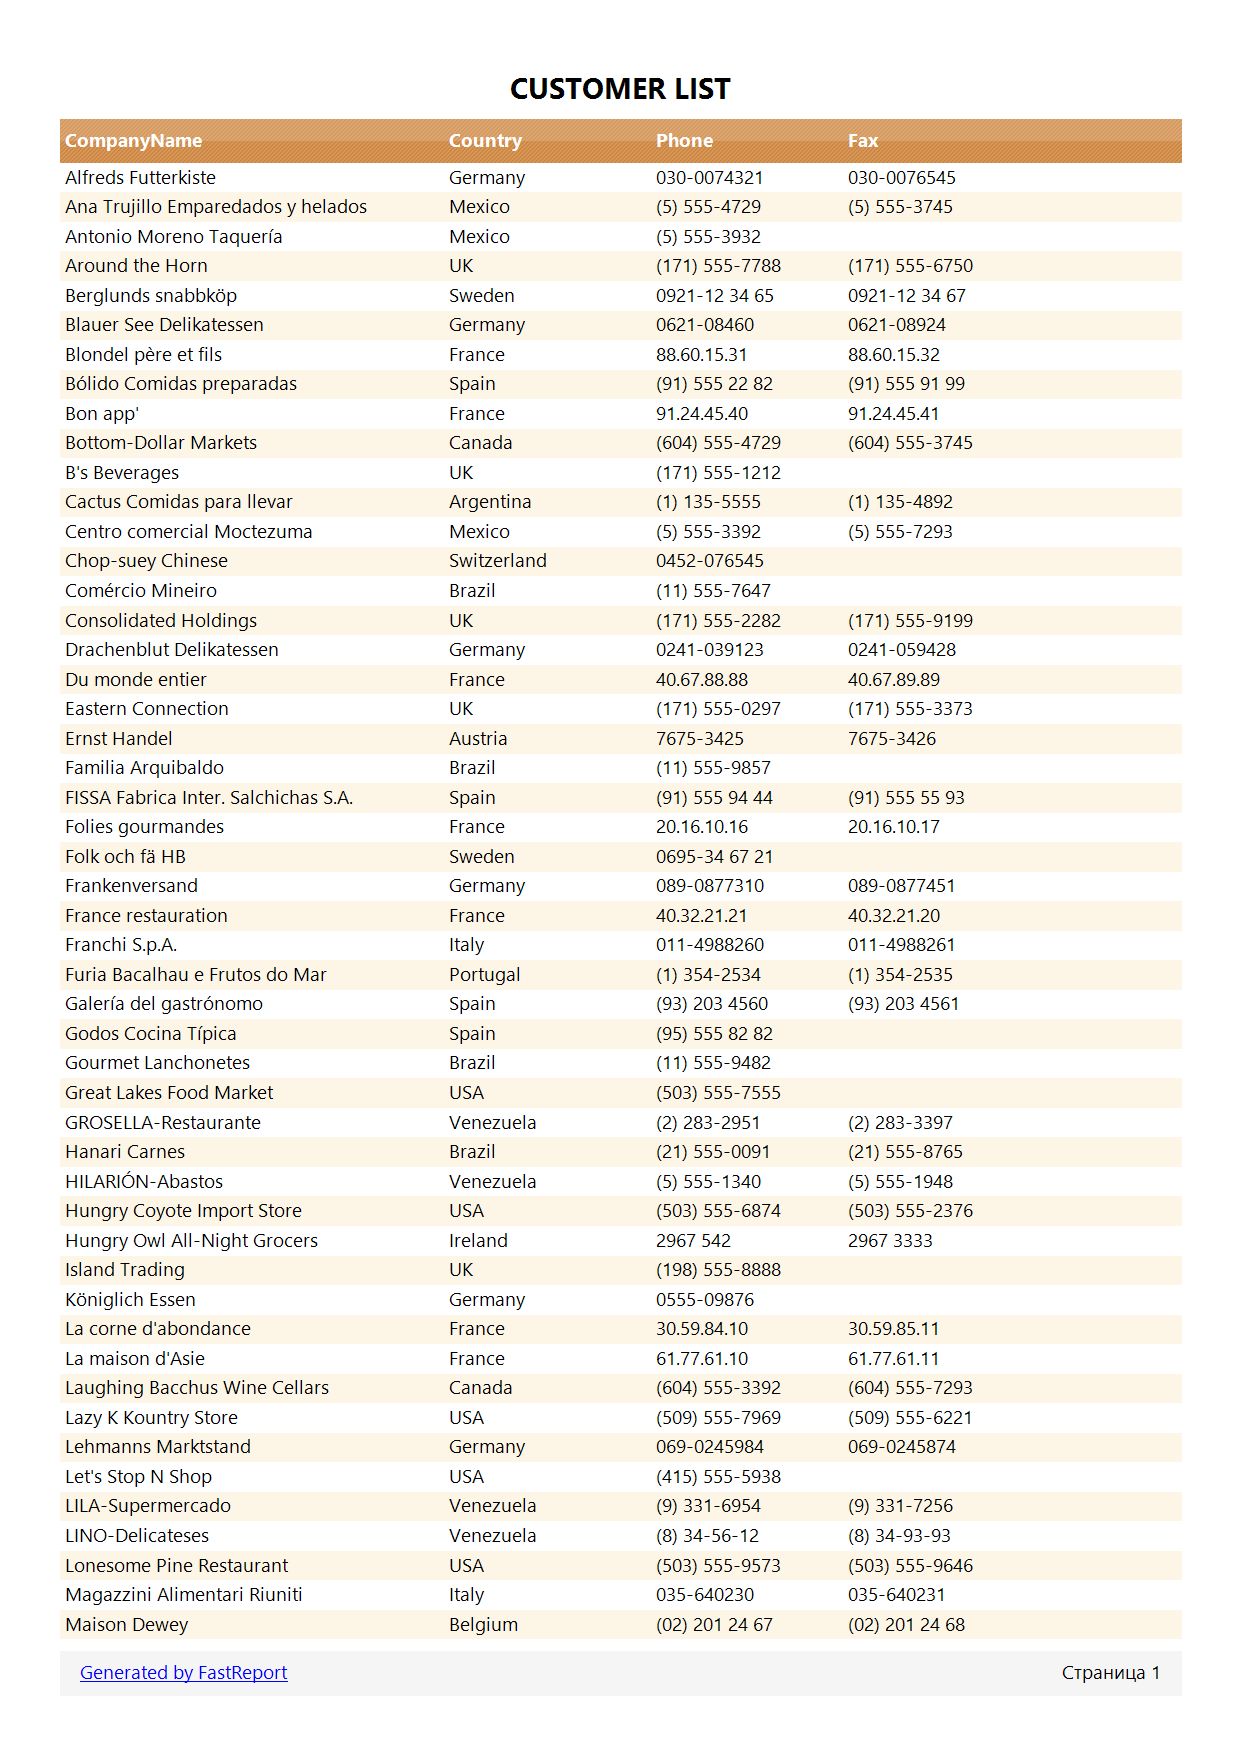 CUSTOMER LIST
CompanyName Country Phone Fax
Alfreds Futterkiste Germany 030-0074321 030-0076545
Ana Trujillo Emparedados y helados Mexico (5) 555-4729 (5) 555-3745
Antonio Moreno Taquería Mexico (5) 555-3932
Around the Horn UK (171) 555-7788 (171) 555-6750
Berglunds snabbköp Sweden 0921-12 34 65 0921-12 34 67
Blauer See Delikatessen Germany 0621-08460 0621-08924
Blondel père et fils France 88.60.15.31 88.60.15.32
Bólido Comidas preparadas Spain (91) 555 22 82 (91) 555 91 99
Bon app' France 91.24.45.40 91.24.45.41
Bottom-Dollar Markets Canada (604) 555-4729 (604) 555-3745
B's Beverages UK (171) 555-1212
Cactus Comidas para llevar Argentina (1) 135-5555 (1) 135-4892
Centro comercial Moctezuma Mexico (5) 555-3392 (5) 555-7293
Chop-suey Chinese Switzerland 0452-076545
Comércio Mineiro Brazil (11) 555-7647
Consolidated Holdings UK (171) 555-2282 (171) 555-9199
Drachenblut Delikatessen Germany 0241-039123 0241-059428
Du monde entier France 40.67.88.88 40.67.89.89
Eastern Connection UK (171) 555-0297 (171) 555-3373
Ernst Handel Austria 7675-3425 7675-3426
Familia Arquibaldo Brazil (11) 555-9857
FISSA Fabrica Inter. Salchichas S.A. Spain (91) 555 94 44 (91) 555 55 93
Folies gourmandes France 20.16.10.16 20.16.10.17
Folk och fä HB Sweden 0695-34 67 21
Frankenversand Germany 089-0877310 089-0877451
France restauration France 40.32.21.21 40.32.21.20
Franchi S.p.A. Italy 011-4988260 011-4988261
Furia Bacalhau e Frutos do Mar Portugal (1) 354-2534 (1) 354-2535
Galería del gastrónomo Spain (93) 203 4560 (93) 203 4561
Godos Cocina Típica Spain (95) 555 82 82
Gourmet Lanchonetes Brazil (11) 555-9482
Great Lakes Food Market USA (503) 555-7555
GROSELLA-Restaurante Venezuela (2) 283-2951 (2) 283-3397
Hanari Carnes Brazil (21) 555-0091 (21) 555-8765
HILARIÓN-Abastos Venezuela (5) 555-1340 (5) 555-1948
Hungry Coyote Import Store USA (503) 555-6874 (503) 555-2376
Hungry Owl All-Night Grocers Ireland 2967 542 2967 3333
Island Trading UK (198) 555-8888
Königlich Essen Germany 0555-09876
La corne d'abondance France 30.59.84.10 30.59.85.11
La maison d'Asie France 61.77.61.10 61.77.61.11
Laughing Bacchus Wine Cellars Canada (604) 555-3392 (604) 555-7293
Lazy K Kountry Store USA (509) 555-7969 (509) 555-6221
Lehmanns Marktstand Germany 069-0245984 069-0245874
Let's Stop N Shop USA (415) 555-5938
LILA-Supermercado Venezuela (9) 331-6954 (9) 331-7256
LINO-Delicateses Venezuela (8) 34-56-12 (8) 34-93-93
Lonesome Pine Restaurant USA (503) 555-9573 (503) 555-9646
Magazzini Alimentari Riuniti Italy 035-640230 035-640231
Maison Dewey Belgium (02) 201 24 67 (02) 201 24 68
Generated by FastReport Страница 1